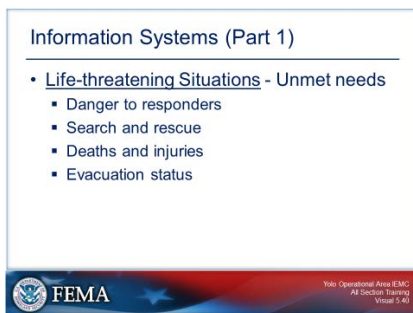 Information Systems (Part 1)
• Life-threatening Situations - Unmet needs
▪ Danger to responders
▪ Search and rescue
▪ Deaths and injuries
▪ Evacuation status
FEMA
Yolo Operational Area IEMC
All Section Training
Visual 5.40